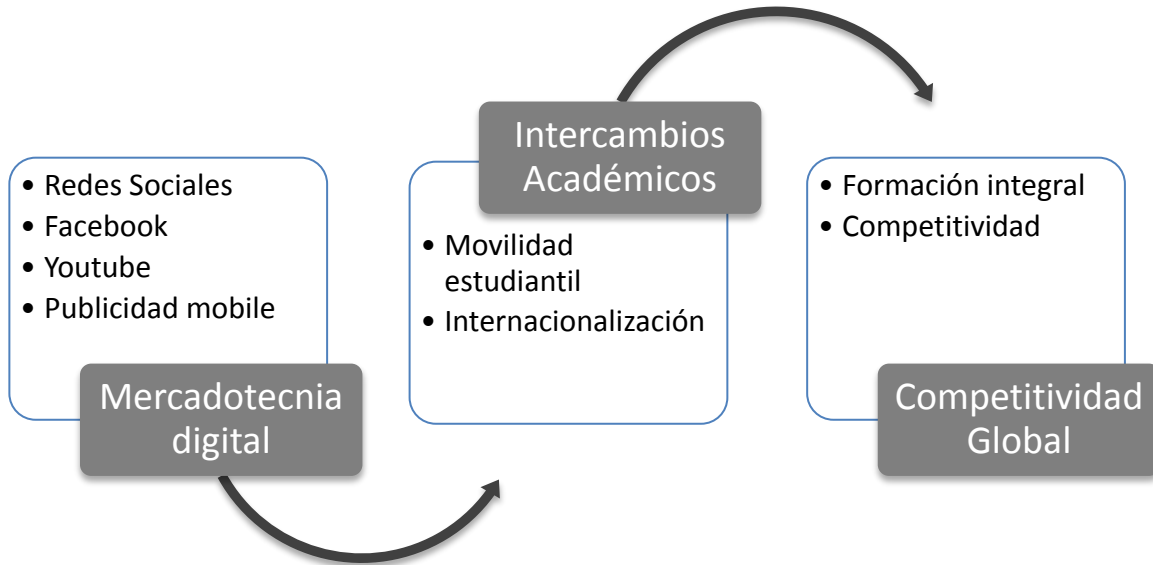 • Redes Sociales
• Facebook
• Youtube
• Publicidad mobile
Mercadotecnia
digital
Intercambios
Académicos
• Movilidad
estudiantil
• Internacionalización
• Formación integral
• Competitividad
Competitividad
Global